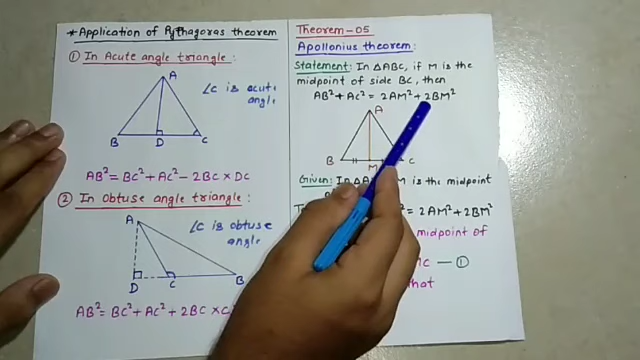 *Application of Pythagoras theorem
① In Acute angle triangle:
A
∠C is acute
angle
B
D
C
AB² = BC² + AC² − 2BC × DC
② In Obtuse angle triangle:
A
∠C is obtuse
angle
D
C
B
AB² = BC² + AC² + 2BC × C
Theorem-05
Apollonius theorem:
Statement: In △ABC, if M is the
midpoint of side BC, then
AB² + AC² = 2AM² + 2BM²
A
B
M
C
Given: In △A M is the midpoint
T ² = 2AM² + 2BM²
midpoint of
C — ①
that